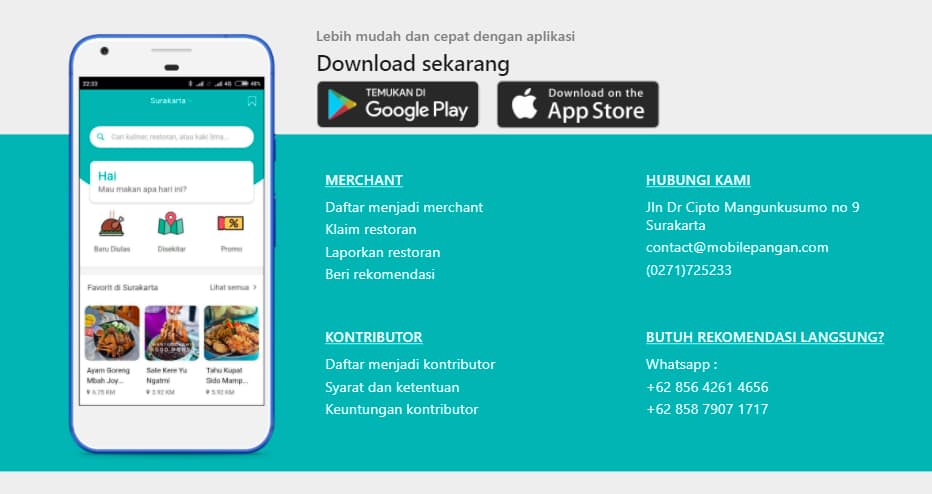 Lebih mudah dan cepat dengan aplikasi
Download sekarang
TEMUKAN DI
Google Play
Download on the
App Store
22:33
4G 48%
Surakarta
Cari kuliner, restoran, atau kaki lima...
Hai
Mau makan apa hari ini?
Baru Diulas
Disekitar
Promo
Favorit di Surakarta
Lihat semua >
Ayam Goreng
Mbah Joy...
6.75 KM
Sate Kere Yu
Ngatmi
3.92 KM
Tahu Kupat
Sido Mamp...
5.92 KM
MERCHANT
Daftar menjadi merchant
Klaim restoran
Laporkan restoran
Beri rekomendasi
HUBUNGI KAMI
Jln Dr Cipto Mangunkusumo no 9
Surakarta
contact@mobilepangan.com
(0271)725233
KONTRIBUTOR
Daftar menjadi kontributor
Syarat dan ketentuan
Keuntungan kontributor
BUTUH REKOMENDASI LANGSUNG?
Whatsapp :
+62 856 4261 4656
+62 858 7907 1717